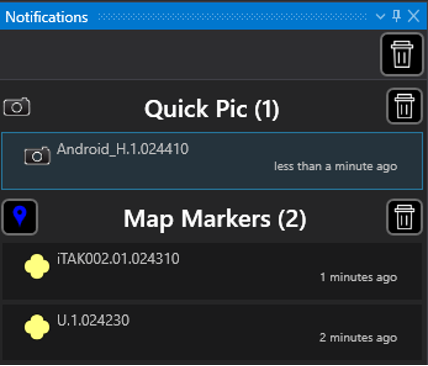 Notifications
Quick Pic (1)
Android_H.1.024410
less than a minute ago
Map Markers (2)
iTAK002.01.024310
1 minutes ago
U.1.024230
2 minutes ago